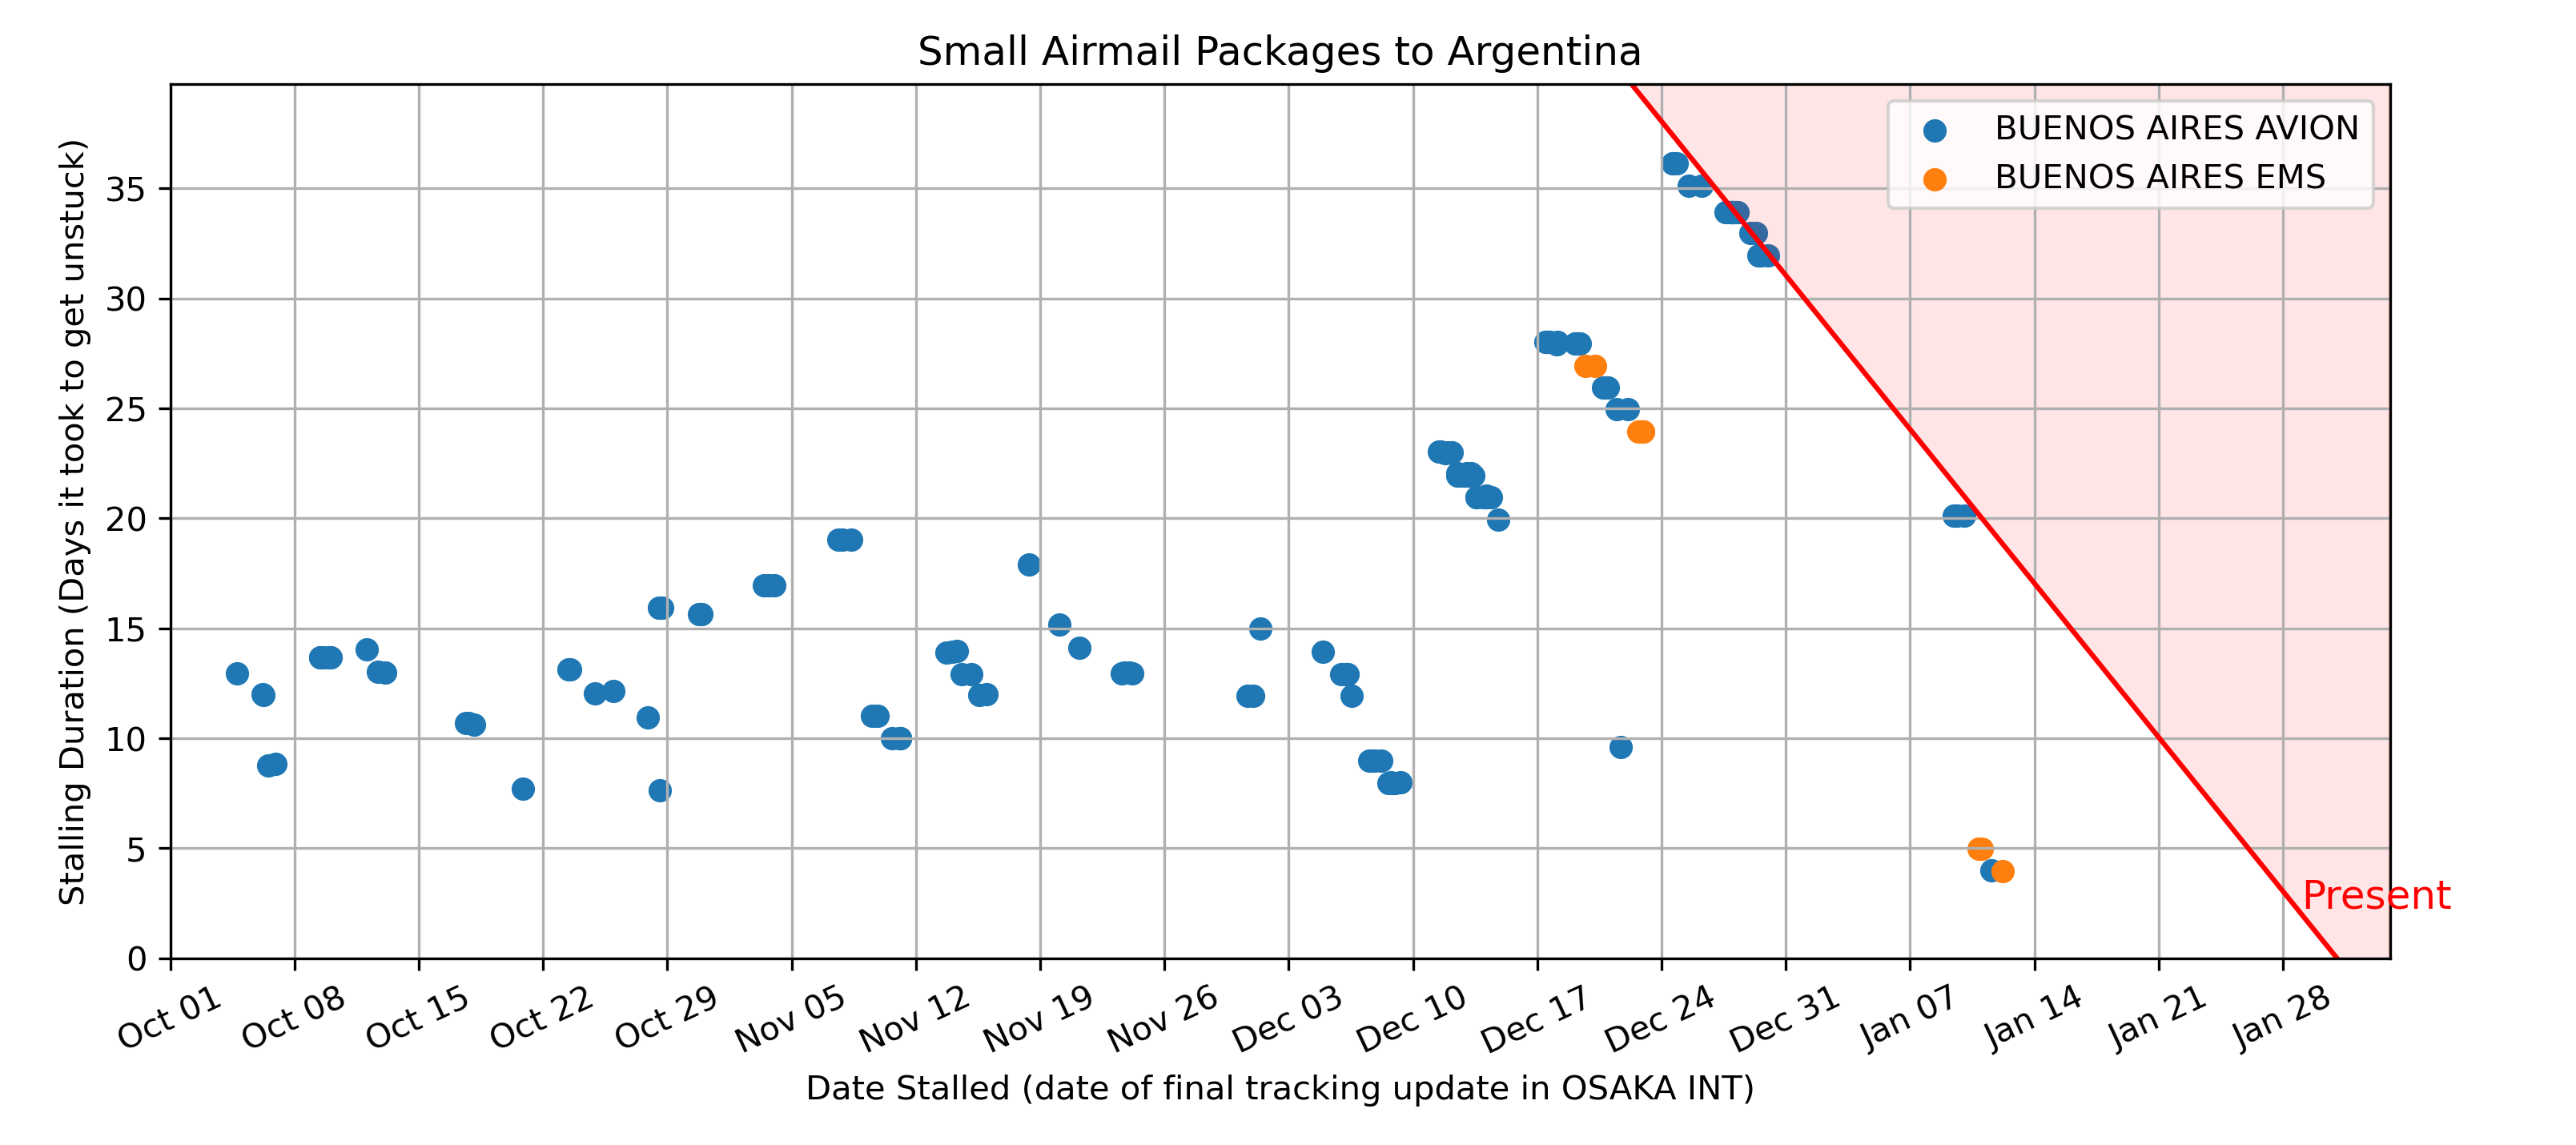 Small Airmail Packages to Argentina
BUENOS AIRES AVION
BUENOS AIRES EMS
Stalling Duration (Days it took to get unstuck)
35
30
25
20
15
10
5
0
Present
Oct 01 Oct 08 Oct 15 Oct 22 Oct 29 Nov 05 Nov 12 Nov 19 Nov 26 Dec 03 Dec 10 Dec 17 Dec 24 Dec 31 Jan 07 Jan 14 Jan 21 Jan 28
Date Stalled (date of final tracking update in OSAKA INT)